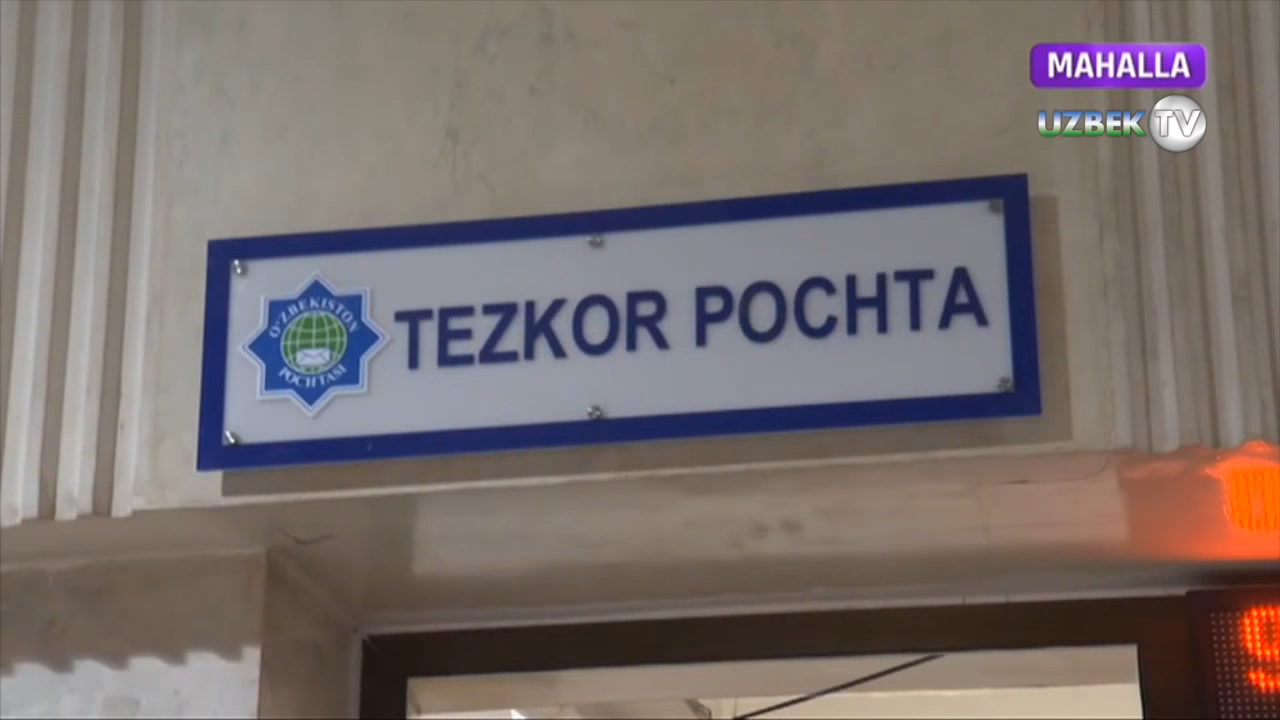 MAHALLA
UZBEK TV
O'ZBEKISTON
POCHTASI
TEZKOR POCHTA